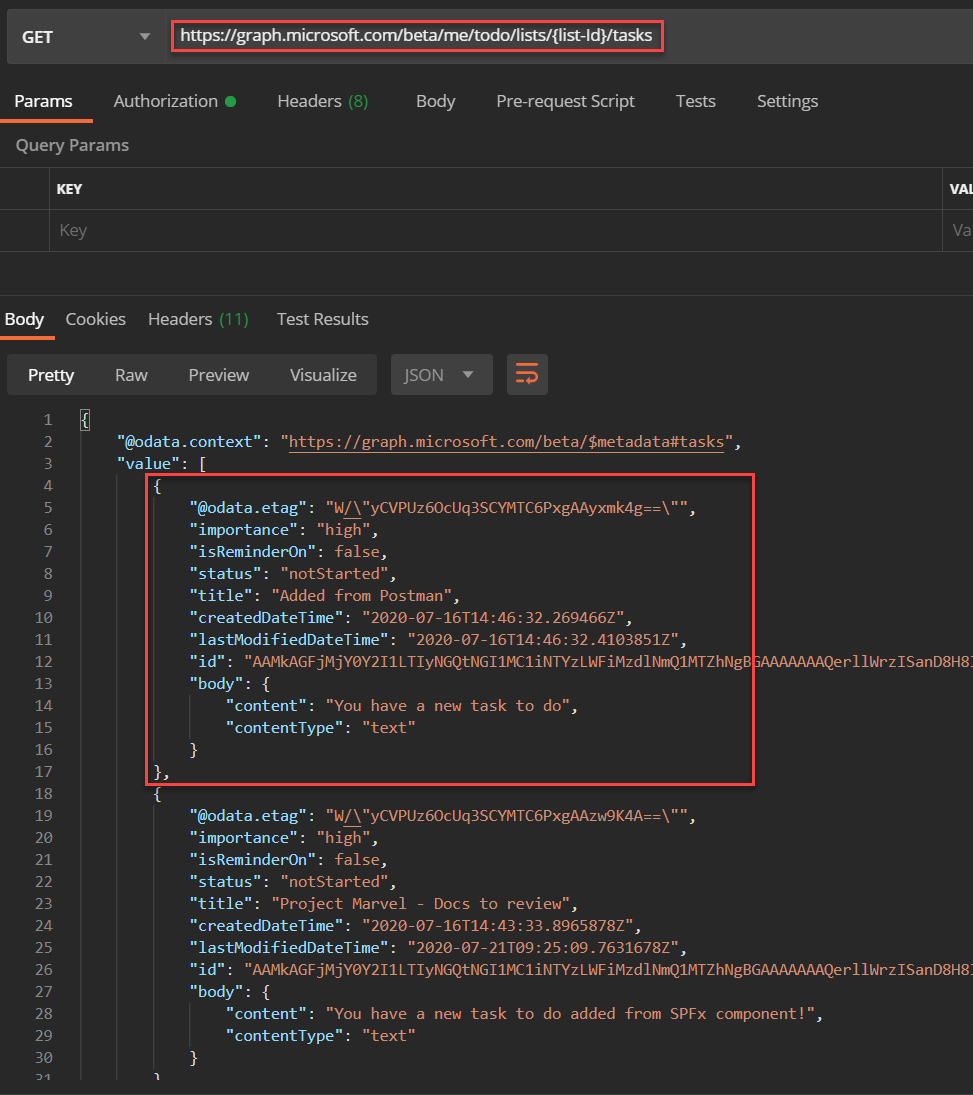 GET https://graph.microsoft.com/beta/me/todo/lists/{list-Id}/tasks
Params Authorization Headers (8) Body Pre-request Script Tests Settings
Query Params
KEY VAL
Key Va
Body Cookies Headers (11) Test Results
Pretty Raw Preview Visualize JSON
1 {
2 "@odata.context": "https://graph.microsoft.com/beta/$metadata#tasks",
3 "value": [
4 {
5 "@odata.etag": "W/\"yCVPUz6OcUq3SCYMTC6PxgAAyxmk4g==\"",
6 "importance": "high",
7 "isReminderOn": false,
8 "status": "notStarted",
9 "title": "Added from Postman",
10 "createdDateTime": "2020-07-16T14:46:32.269466Z",
11 "lastModifiedDateTime": "2020-07-16T14:46:32.4103851Z",
12 "id": "AAMkAGFjMjY0Y2I1LTIyNGQtNGI1MC1iNTYzLWFiMzdlNmQ1MTZhNgBGAAAAAAAQerllWrzISanD8H8I
13 "body": {
14 "content": "You have a new task to do",
15 "contentType": "text"
16 }
17 },
18 {
19 "@odata.etag": "W/\"yCVPUz6OcUq3SCYMTC6PxgAAzw9K4A==\"",
20 "importance": "high",
21 "isReminderOn": false,
22 "status": "notStarted",
23 "title": "Project Marvel - Docs to review",
24 "createdDateTime": "2020-07-16T14:43:33.8965878Z",
25 "lastModifiedDateTime": "2020-07-21T09:25:09.7631678Z",
26 "id": "AAMkAGFjMjY0Y2I1LTIyNGQtNGI1MC1iNTYzLWFiMzdlNmQ1MTZhNgBGAAAAAAAQerllWrzISanD8H8I
27 "body": {
28 "content": "You have a new task to do added from SPFx component!",
29 "contentType": "text"
30 }
31 }